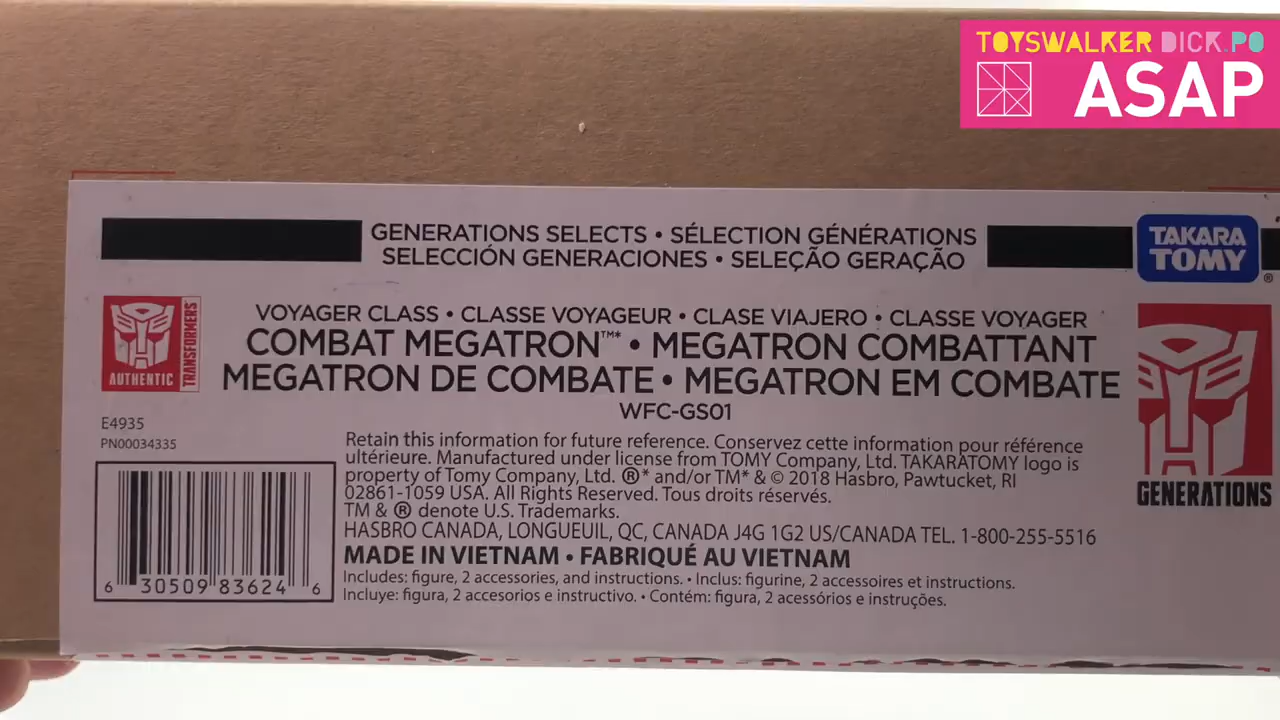 TOYSWALKER DICK.PO
ASAP
GENERATIONS SELECTS • SÉLECTION GÉNÉRATIONS
SELECCIÓN GENERACIONES • SELEÇÃO GERAÇÃO
TAKARA
TOMY
®
VOYAGER CLASS • CLASSE VOYAGEUR • CLASE VIAJERO • CLASSE VOYAGER
COMBAT MEGATRON™* • MEGATRON COMBATTANT
MEGATRON DE COMBATE • MEGATRON EM COMBATE
WFC-GS01
TRANSFORMERS
AUTHENTIC
GENERATIONS
E4935
PN00034335
Retain this information for future reference. Conservez cette information pour référence
ultérieure. Manufactured under license from TOMY Company, Ltd. TAKARATOMY logo is
property of Tomy Company, Ltd. ®* and/or TM* & © 2018 Hasbro, Pawtucket, RI
02861-1059 USA. All Rights Reserved. Tous droits réservés.
TM & ® denote U.S. Trademarks.
HASBRO CANADA, LONGUEUIL, QC, CANADA J4G 1G2 US/CANADA TEL. 1-800-255-5516
MADE IN VIETNAM • FABRIQUÉ AU VIETNAM
Includes: figure, 2 accessories, and instructions. • Inclus: figurine, 2 accessoires et instructions.
Incluye: figura, 2 accesorios e instructivo. • Contém: figura, 2 acessórios e instruções.
6 30509 83624 6